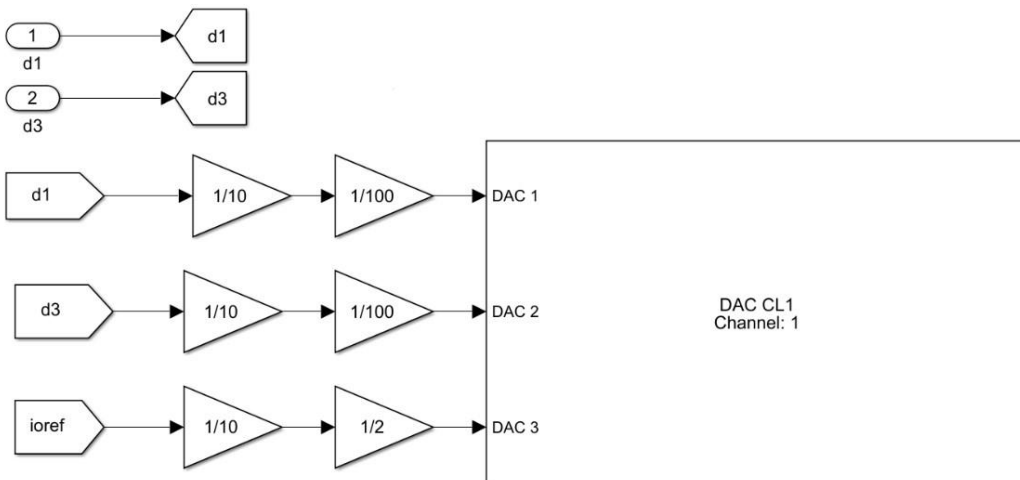 1
d1
d1
2
d3
d3
d1
1/10
1/100
DAC 1
d3
1/10
1/100
DAC 2
DAC CL1
Channel: 1
ioref
1/10
1/2
DAC 3